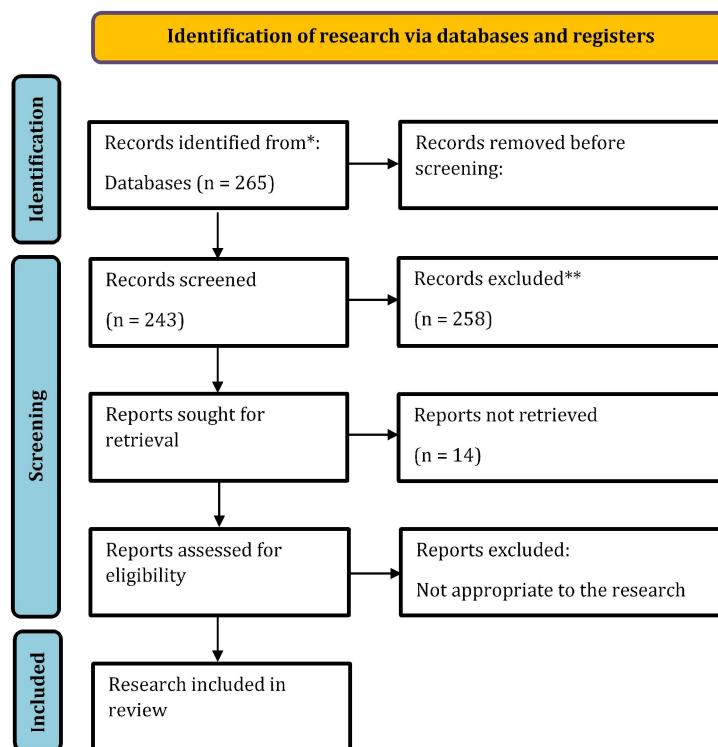 Identification of research via databases and registers
Identification
Records identified from*:
Databases (n = 265)
Records removed before
screening:
Screening
Records screened
(n = 243)
Records excluded**
(n = 258)
Reports sought for
retrieval
Reports not retrieved
(n = 14)
Reports assessed for
eligibility
Reports excluded:
Not appropriate to the research
Included
Research included in
review